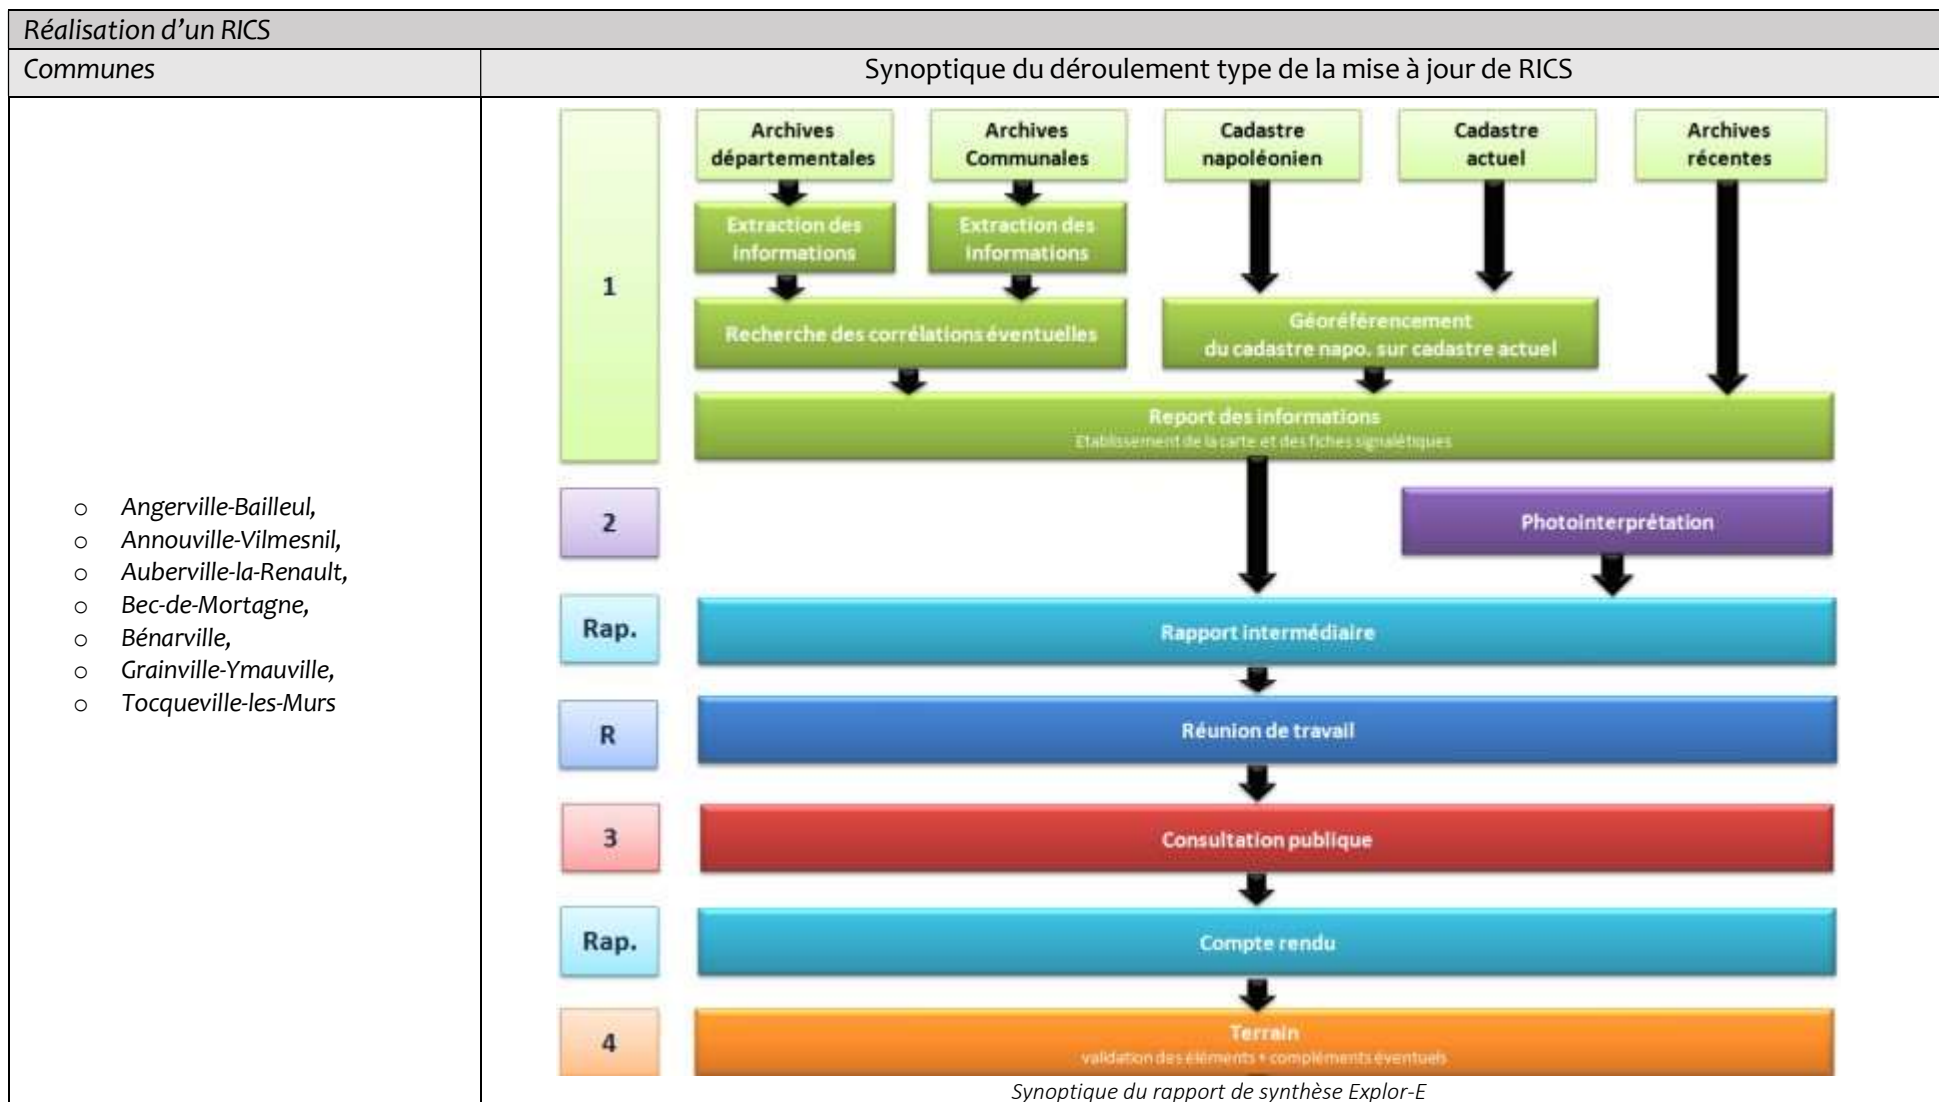 Réalisation d’un RICS
Communes
Synoptique du déroulement type de la mise à jour de RICS
o Angerville-Bailleul,
o Annouville-Vilmesnil,
o Auberville-la-Renault,
o Bec-de-Mortagne,
o Bénarville,
o Grainville-Ymauville,
o Tocqueville-les-Murs
1
Archives
départementales
Archives
Communales
Cadastre
napoléonien
Cadastre
actuel
Archives
récentes
Extraction des
informations
Extraction des
informations
Recherche des corrélations éventuelles
Géoréférencement
du cadastre napo. sur cadastre actuel
Report des informations
Etablissement de la carte et des fiches signalétiques
2
Photointerprétation
Rap.
Rapport intermédiaire
R
Réunion de travail
3
Consultation publique
Rap.
Compte rendu
4
Terrain
validation des éléments + compléments éventuels
Synoptique du rapport de synthèse Explor-E